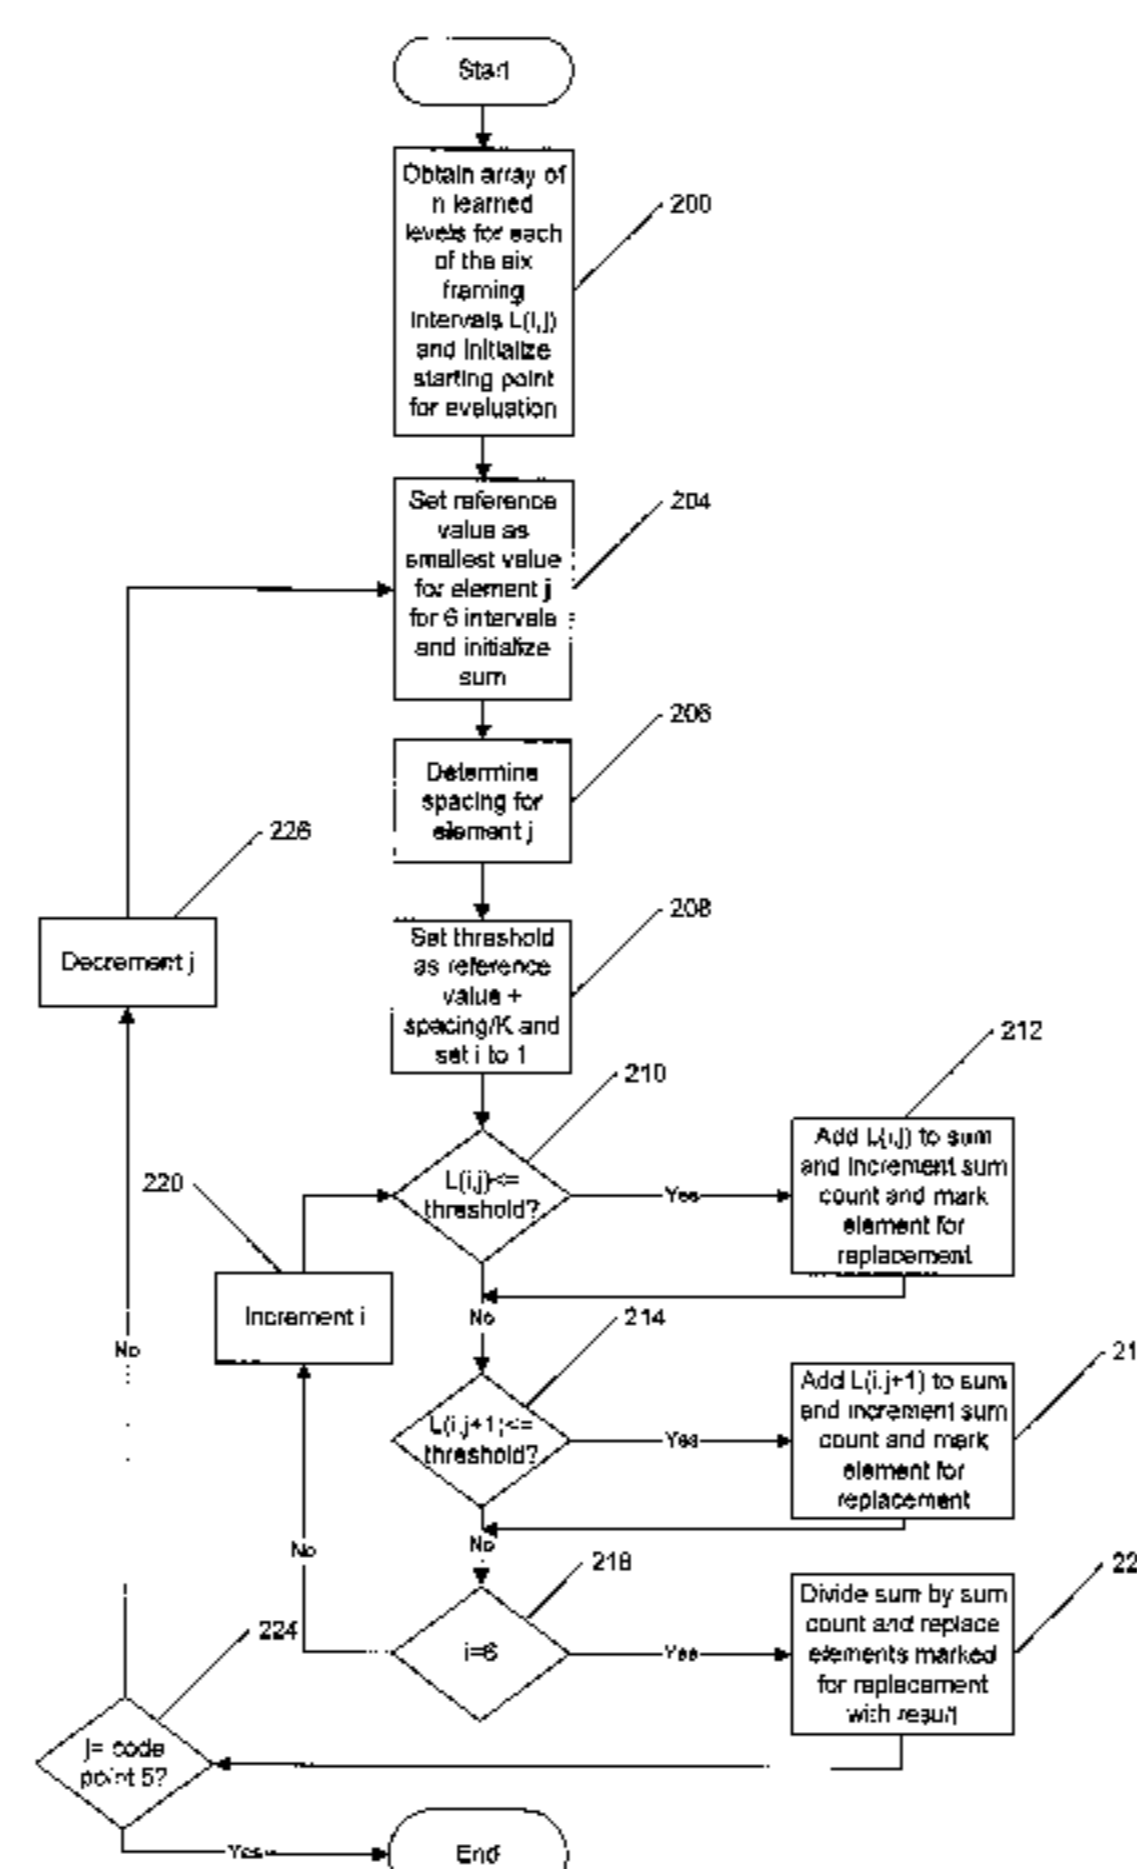 Start
Obtain array of
n learned
levels for each
of the six
framing
intervals L(i,j)
and initialize
starting point
for evaluation
200
Set reference
value as
smallest value
for element j
for 6 intervals
and initialize
sum
204
Determine
spacing for
element j
206
226
Decrement j
Set threshold
as reference
value +
spacing/K and
set i to 1
208
210
212
L(i,j)<=
threshold?
Yes
Add L(i,j) to sum
and increment sum
count and mark
element for
replacement
220
Increment i
No
214
No
L(i,j+1)<=
threshold?
Yes
Add L(i,j+1) to sum
and increment sum
count and mark
element for
replacement
21
No
No
218
i=6
Yes
Divide sum by sum
count and replace
elements marked
for replacement
with result
22
224
j= code
point 5?
Yes
End